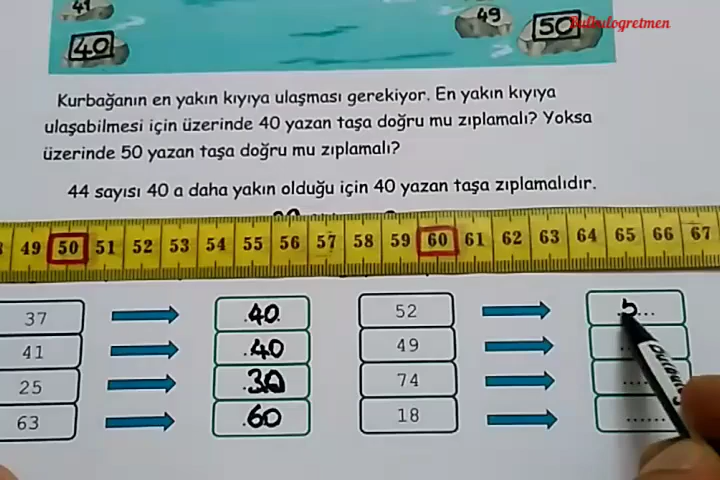 41
49
Bulbulogretmen
40
50
Kurbağanın en yakın kıyıya ulaşması gerekiyor. En yakın kıyıya
ulaşabilmesi için üzerinde 40 yazan taşa doğru mu zıplamalı? Yoksa
üzerinde 50 yazan taşa doğru mu zıplamalı?
44 sayısı 40 a daha yakın olduğu için 40 yazan taşa zıplamalıdır.
49 50 51 52 53 54 55 56 57 58 59 60 61 62 63 64 65 66 67
37 40 52 5
41 40 49
25 30 74
63 60 18